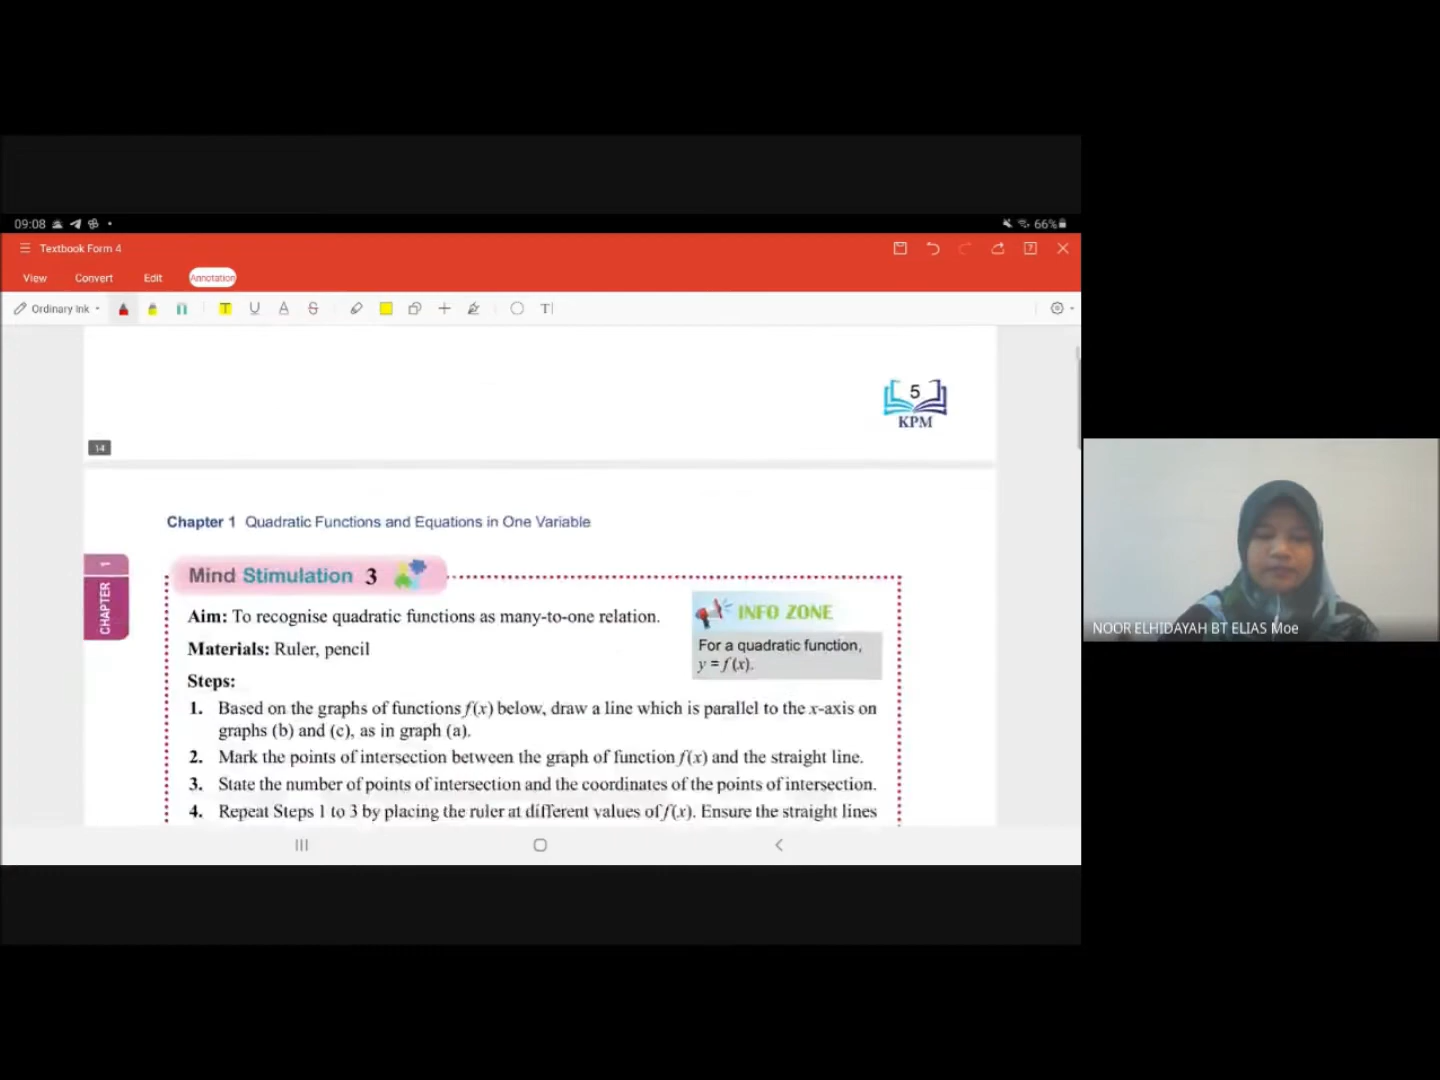 09:08
66%
Textbook Form 4
View Convert Edit Annotation
Ordinary Ink
5
KPM
14
Chapter 1 Quadratic Functions and Equations in One Variable
CHAPTER 1
Mind Stimulation 3
Aim: To recognise quadratic functions as many-to-one relation.
Materials: Ruler, pencil
INFO ZONE
For a quadratic function,
y = f(x).
Steps:
1. Based on the graphs of functions f(x) below, draw a line which is parallel to the x-axis on
graphs (b) and (c), as in graph (a).
2. Mark the points of intersection between the graph of function f(x) and the straight line.
3. State the number of points of intersection and the coordinates of the points of intersection.
4. Repeat Steps 1 to 3 by placing the ruler at different values of f(x). Ensure the straight lines
NOOR ELHIDAYAH BT ELIAS Moe